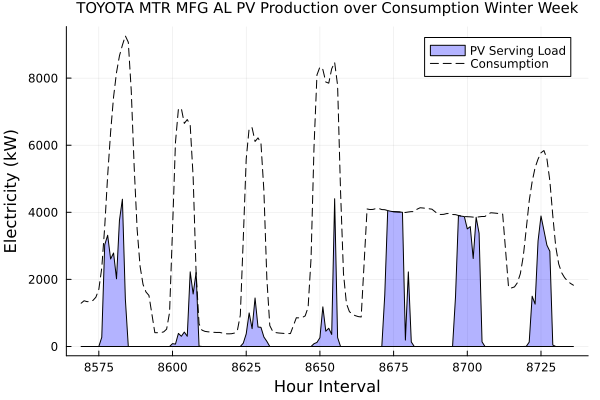 TOYOTA MTR MFG AL PV Production over Consumption Winter Week
PV Serving Load
Consumption
Electricity (kW)
8000
6000
4000
2000
0
8575 8600 8625 8650 8675 8700 8725
Hour Interval